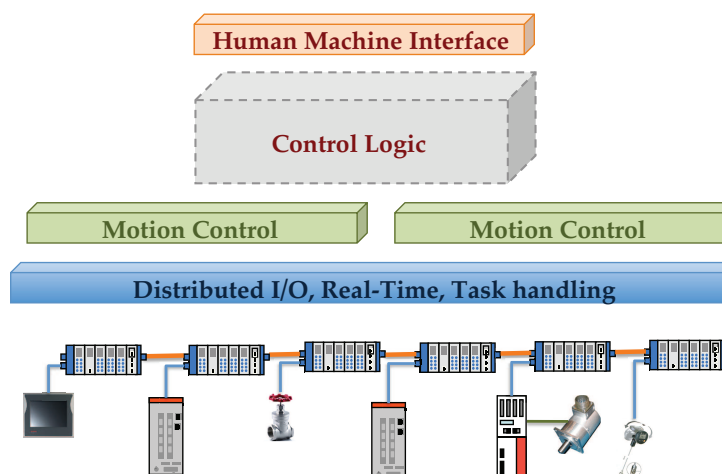 Human Machine Interface
Control Logic
Motion Control
Motion Control
Distributed I/O, Real-Time, Task handling